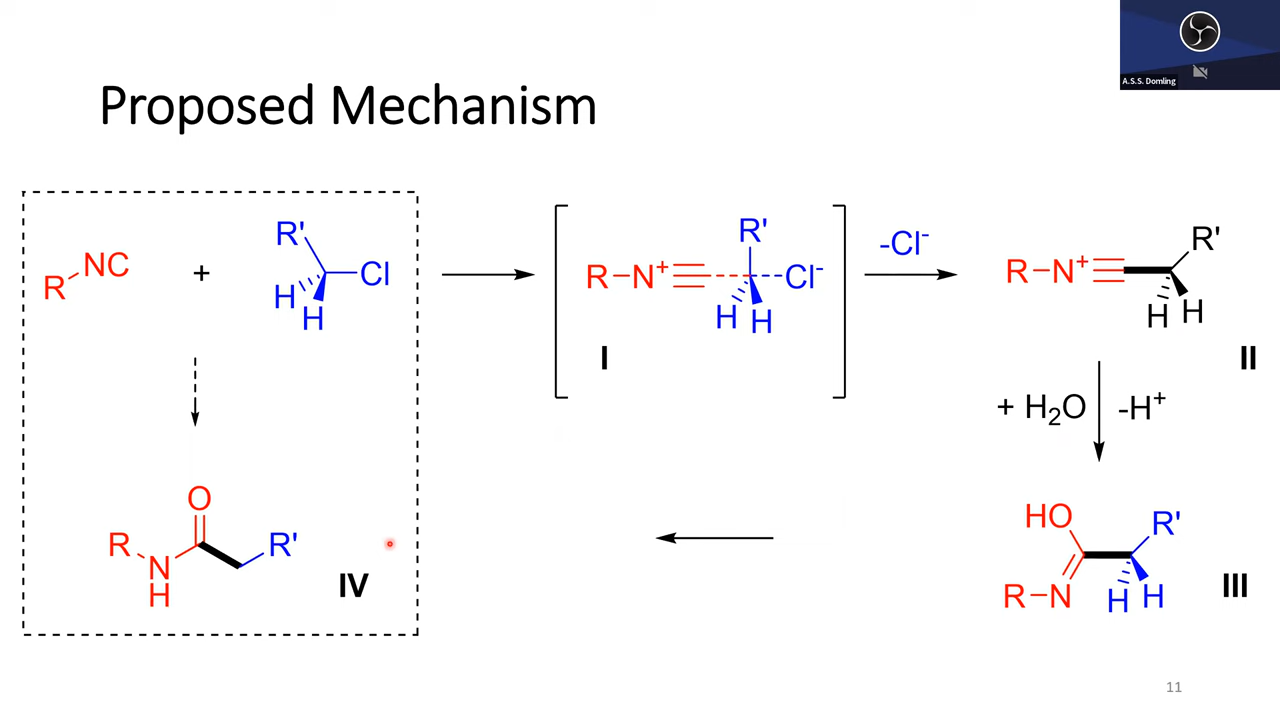 A.S.S. Domling
Proposed Mechanism
R NC + R' Cl H H
R–N⁺ R' Cl⁻ H H
I
-Cl⁻
R–N⁺ R' H H
II
+ H₂O -H⁺
O R N H R'
IV
HO R' R–N H H
III
11